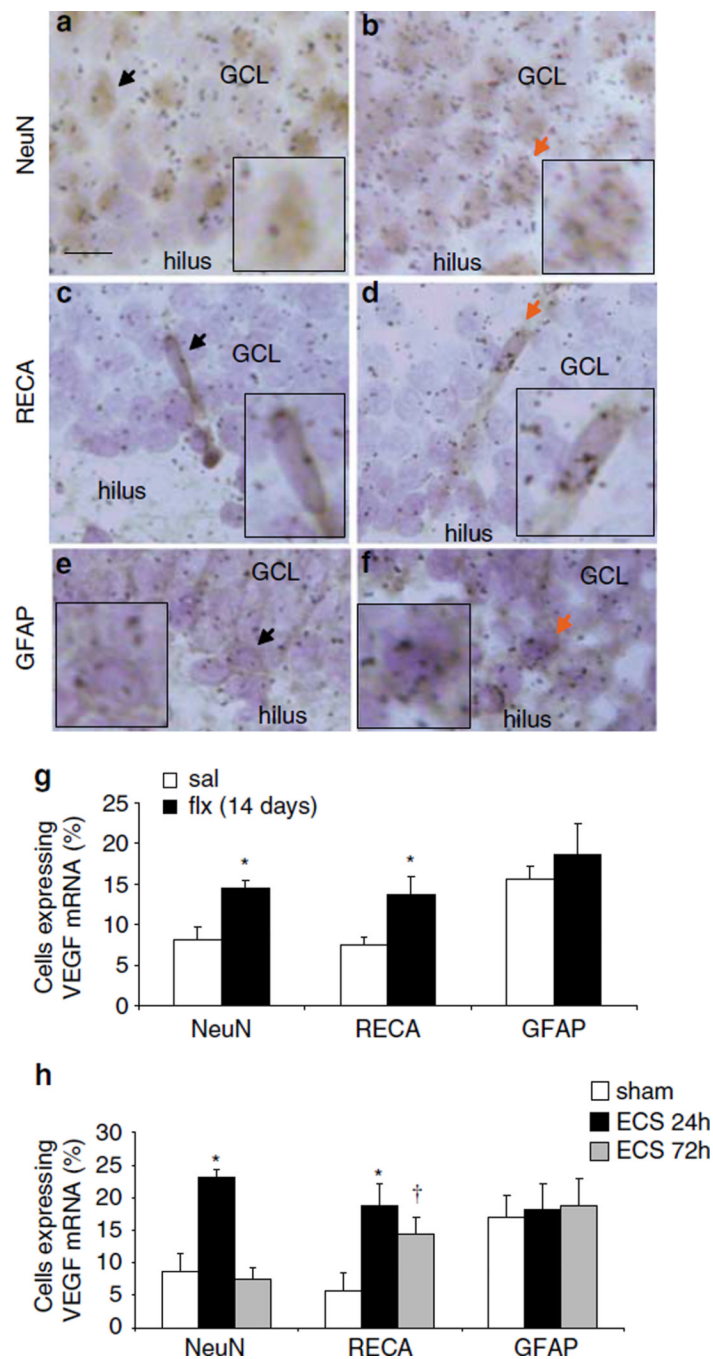 a
b
GCL
GCL
NeuN
hilus
hilus
c
d
GCL
GCL
RECA
hilus
hilus
e
f
GCL
GCL
GFAP
hilus
hilus
g
sal
flx (14 days)
Cells expressing
VEGF mRNA (%)
25
20
15
10
5
0
*
*
NeuN RECA GFAP
h
sham
ECS 24h
ECS 72h
Cells expressing
VEGF mRNA (%)
30
25
20
15
10
5
0
*
*
†
NeuN RECA GFAP